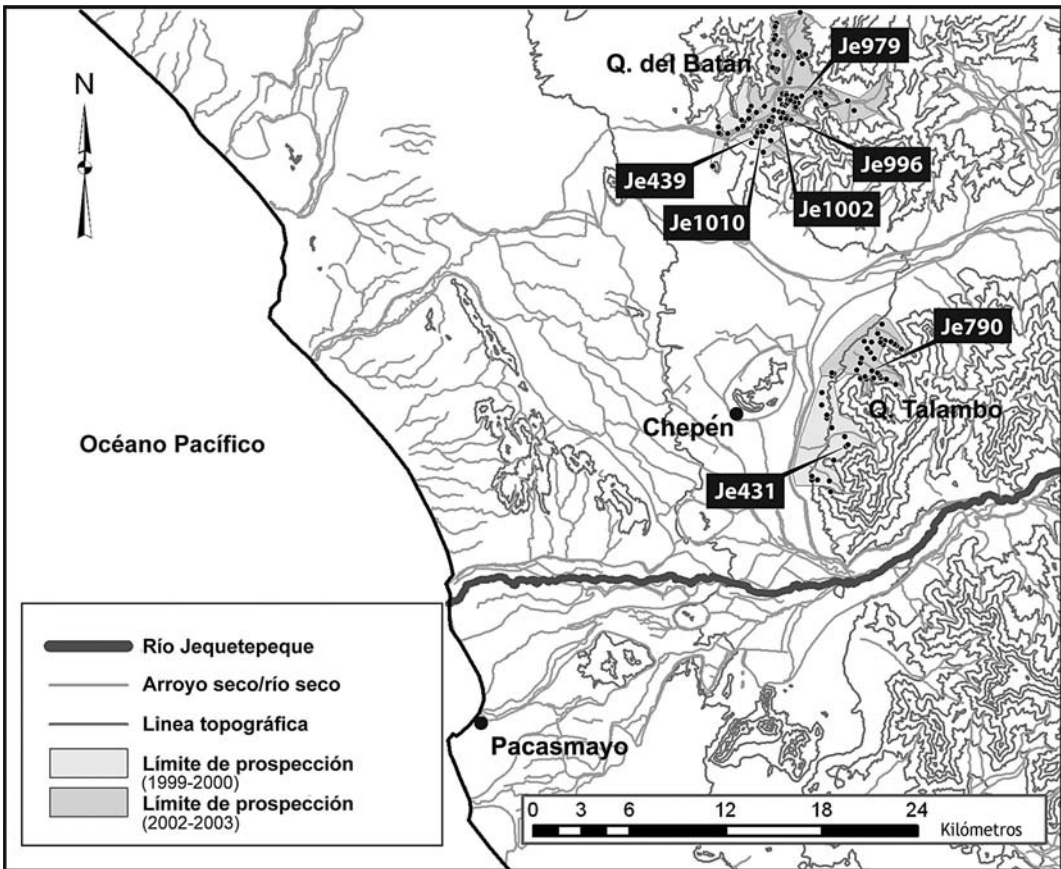 N
Q. del Batán
Je979
Je439
Je996
Je1010
Je1002
Je790
Chepén
Q. Talambo
Océano Pacífico
Je431
Río Jequetepeque
Arroyo seco/río seco
Linea topográfica
Límite de prospección
(1999-2000)
Límite de prospección
(2002-2003)
Pacasmayo
0 3 6 12 18 24
Kilómetros